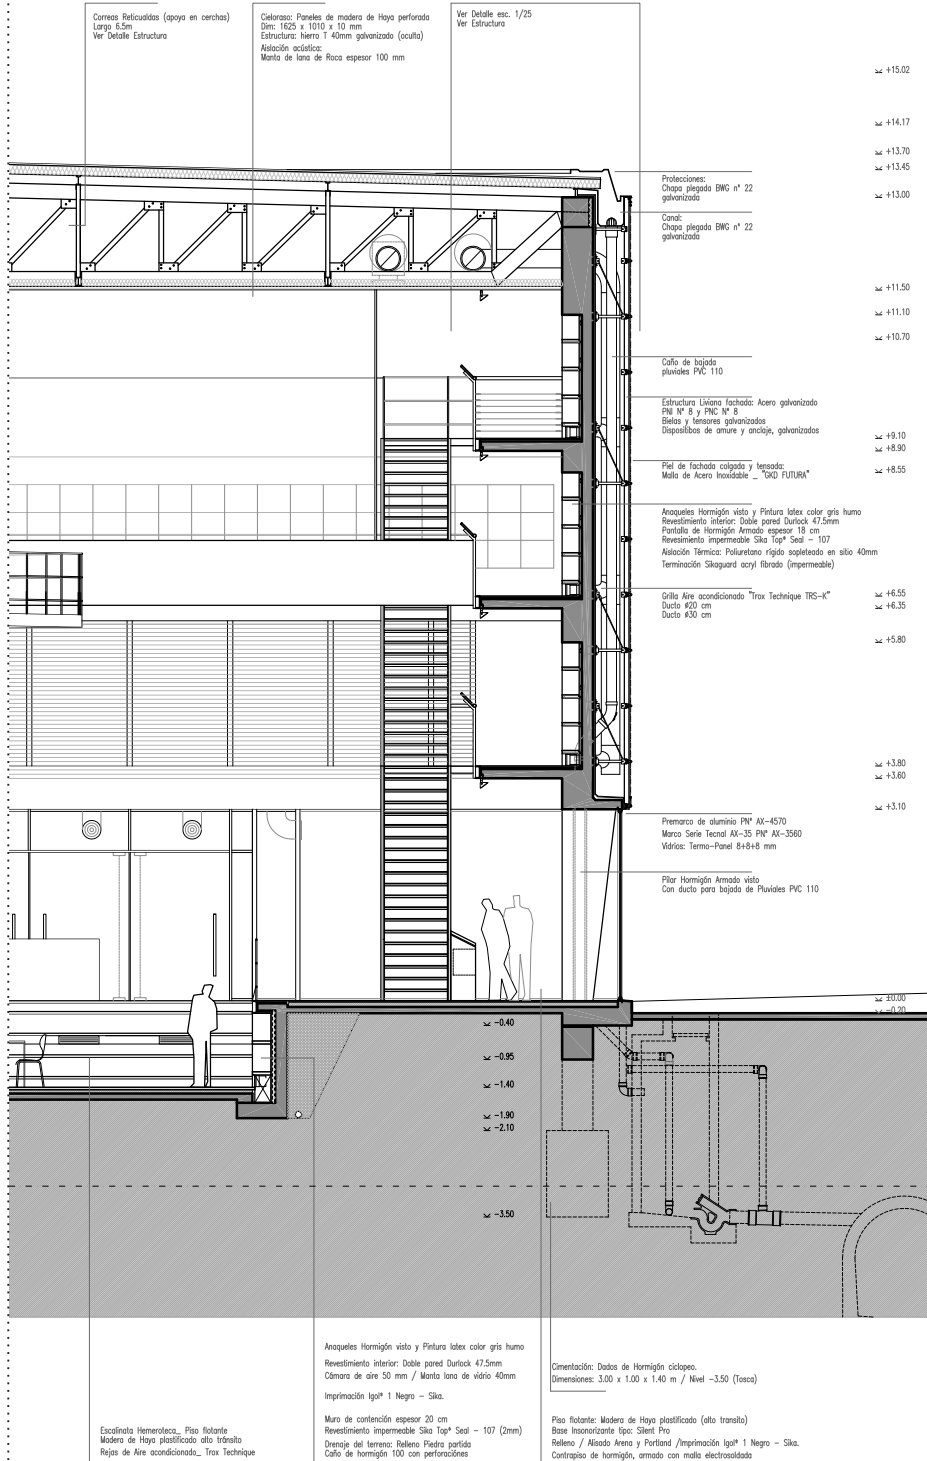 Correas Reticualdas (apoya en cerchas)
Largo 6.5m
Ver Detalle Estructura
Cieloraso: Paneles de madera de Haya perforada
Dim: 1625 x 1010 x 10 mm
Estructura: hierro T 40mm galvanizado (oculta)
Aislación acústica:
Manta de lana de Roca espesor 100 mm
Ver Detalle esc. 1/25
Ver Estructura
+15.02
+14.17
+13.70
+13.45
+13.00
Protecciones:
Chapa plegada BWG n° 22
galvanizada
Canal:
Chapa plegada BWG n° 22
galvanizada
+11.50
+11.10
+10.70
Caño de bajada
pluviales PVC 110
Estructura Liviana fachada: Acero galvanizado
PNI N° 8 y PNC N° 8
Bielas y tensores galvanizados
Dispositibos de amure y anclaje, galvanizados
+9.10
+8.90
+8.55
Piel de fachada colgada y tensada:
Malla de Acero Inoxidable _ "GKD FUTURA"
Anaqueles Hormigón visto y Pintura latex color gris humo
Revestimiento interior: Doble pared Durlock 47.5mm
Pantalla de Hormigón Armado espesor 18 cm
Revesimiento impermeable Sika Top® Seal – 107
Aislación Térmica: Poliuretano rígido sopleteado en sitio 40mm
Terminación Sikaguard acryl fibrado (impermeable)
Grilla Aire acondicionado "Trox Technique TRS–K"
Ducto ø20 cm
Ducto ø30 cm
+6.55
+6.35
+5.80
+3.80
+3.60
+3.10
Premarco de aluminio PN° AX–4570
Marco Serie Tecnal AX–35 PN° AX–3560
Vidrios: Termo–Panel 8+8+8 mm
Pilar Hormigón Armado visto
Con ducto para bajada de Pluviales PVC 110
±0.00
–0.20
–0.40
–0.95
–1.40
–1.90
–2.10
–3.50
Anaqueles Hormigón visto y Pintura latex color gris humo
Revestimiento interior: Doble pared Durlock 47.5mm
Cámara de aire 50 mm / Manta lana de vidrio 40mm
Imprimación Igol® 1 Negro – Sika.
Muro de contención espesor 20 cm
Revestimiento impermeable Sika Top® Seal – 107 (2mm)
Drenaje del terreno: Relleno Piedra partida
Caño de hormigón 100 con perforaciónes
Cimentación: Dados de Hormigón ciclopeo.
Dimensiones: 3.00 x 1.00 x 1.40 m / Nivel –3.50 (Tosca)
Escalinata Hemeroteca_ Piso flotante
Madera de Haya plastificado alto tránsito
Rejas de Aire acondicionado_ Trox Technique
Piso flotante: Madera de Haya plastificado (alto transito)
Base Insonorizante tipo: Silent Pro
Relleno / Alisado Arena y Portland /Imprimación Igol® 1 Negro – Sika.
Contrapiso de hormigón, armado con malla electrosoldada